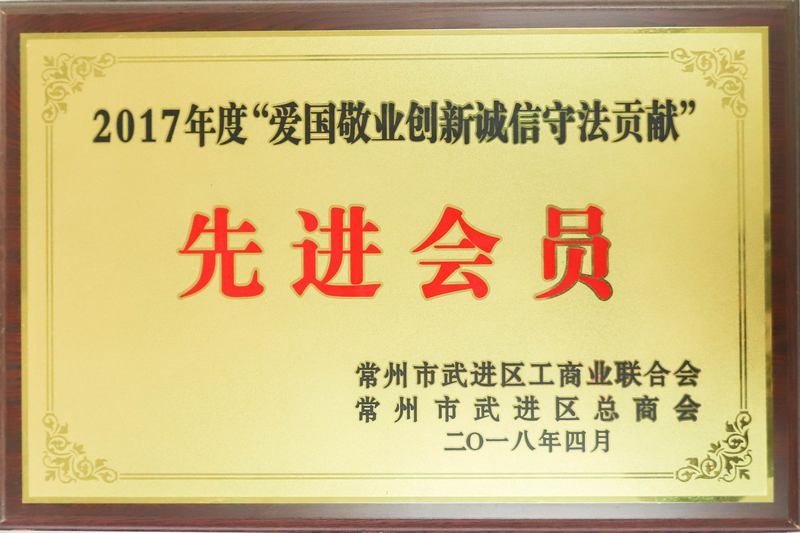 2017年度“爱国敬业创新诚信守法贡献”
先进会员
常州市武进区工商业联合会
常州市武进区总商会
二〇一八年四月